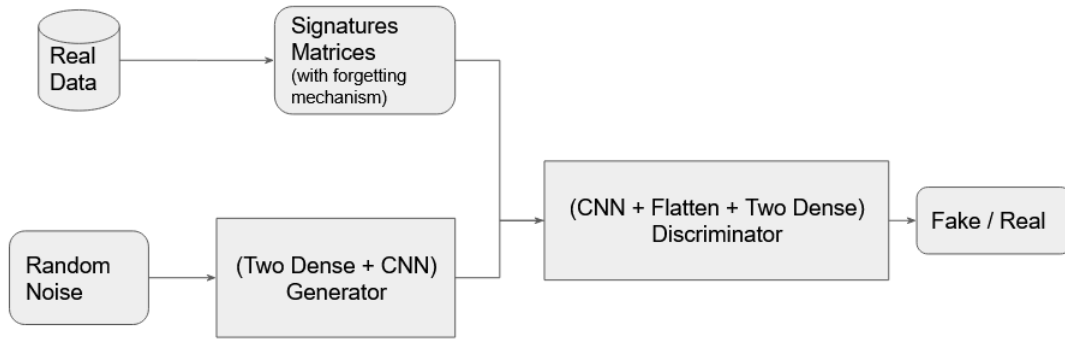 Real
Data
Signatures
Matrices
(with forgetting
mechanism)
Random
Noise
(Two Dense + CNN)
Generator
(CNN + Flatten + Two Dense)
Discriminator
Fake / Real